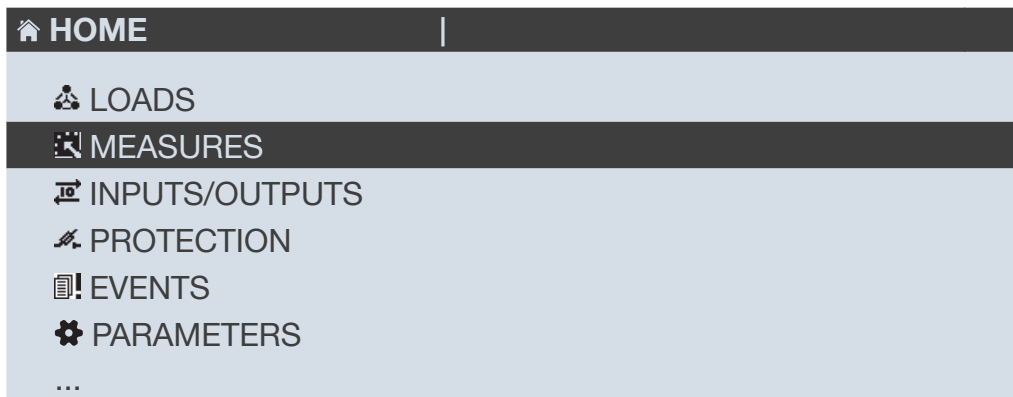 HOME |
LOADS
MEASURES
INPUTS/OUTPUTS
PROTECTION
EVENTS
PARAMETERS
...